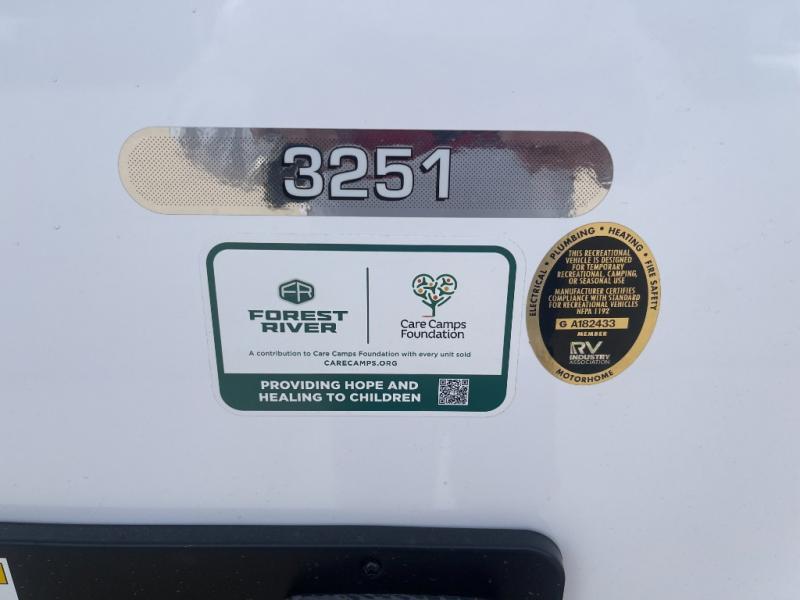 3251
FR
FOREST
RIVER
Care Camps
Foundation
A contribution to Care Camps Foundation with every unit sold
CARECAMPS.ORG
PROVIDING HOPE AND
HEALING TO CHILDREN
ELECTRICAL • PLUMBING • HEATING • FIRE SAFETY
THIS RECREATIONAL
VEHICLE IS DESIGNED
FOR TEMPORARY
RECREATIONAL, CAMPING,
OR SEASONAL USE
MANUFACTURER CERTIFIES
COMPLIANCE WITH STANDARD
FOR RECREATIONAL VEHICLES
NFPA 1192
G A182433
MEMBER
RV
INDUSTRY
ASSOCIATION
MOTORHOME